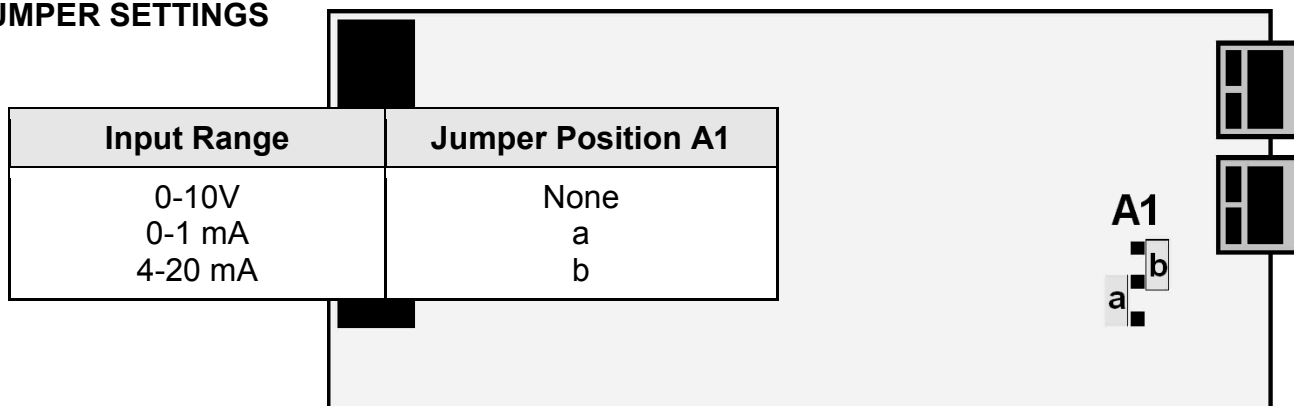 UMPER SETTINGS
Input Range Jumper Position A1
0-10V None
0-1 mA a
4-20 mA b
A1
b
a